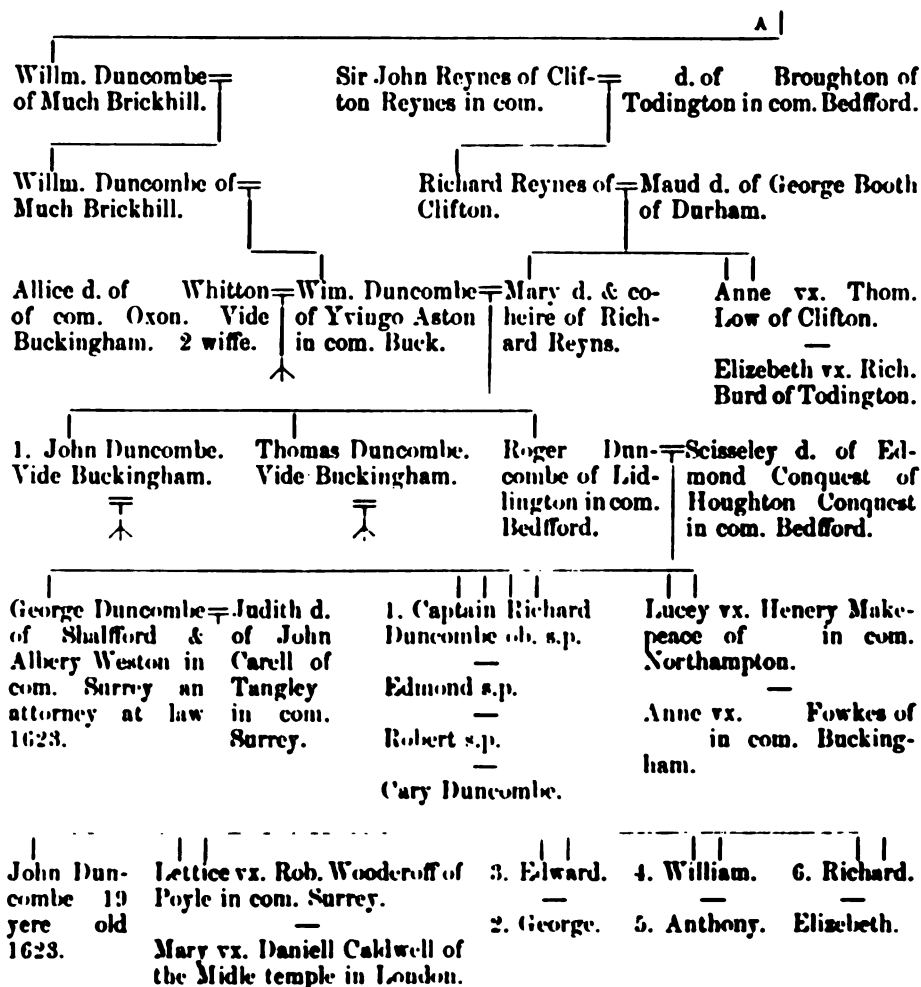 A
Willm. Duncombe
of Much Brickhill.
Sir John Reynes of Clif-
ton Reynes in com.
d. of Broughton of
Todington in com. Bedfford.
Willm. Duncombe of
Much Brickhill.
Richard Reynes of
Clifton.
Maud d. of George Booth
of Durham.
Allice d. of Whitton
of com. Oxon. Vide
Buckingham. 2 wiffe.
Wim. Duncombe
of Yvingo Aston
in com. Buck.
Mary d. & co-
heire of Rich-
ard Reyns.
Anne vx. Thom.
Low of Clifton.
—
Elizebeth vx. Rich.
Burd of Todington.
1. John Duncombe.
Vide Buckingham.
Thomas Duncombe.
Vide Buckingham.
Roger Dun-
combe of Lid-
lington in com.
Bedfford.
Scisseley d. of Ed-
mond Conquest of
Houghton Conquest
in com. Bedfford.
George Duncombe
of Shalfford &
Albery Weston in
com. Surrey an
attorney at law
1623.
Judith d.
of John
Carell of
Tangley
in com.
Surrey.
1. Captain Richard
Duncombe ob. s.p.
—
Edmond s.p.
—
Robert s.p.
—
Cary Duncombe.
Lucey vx. Henery Make-
peace of in com.
Northampton.
—
Anne vx. Fowkes of
in com. Bucking-
ham.
John Dun-
combe 19
yere old
1623.
Lettice vx. Rob. Wooderoff of
Poyle in com. Surrey.
—
Mary vx. Daniell Caldwell of
the Midle temple in London.
3. Edward.
—
2. George.
4. William.
—
5. Anthony.
6. Richard.
—
Elizebeth.